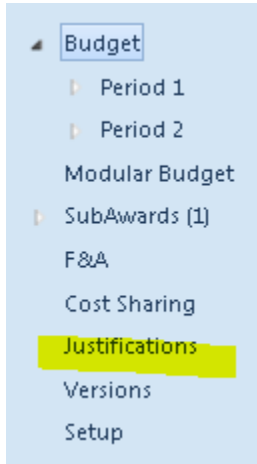 Budget
Period 1
Period 2
Modular Budget
SubAwards (1)
F&A
Cost Sharing
Justifications
Versions
Setup